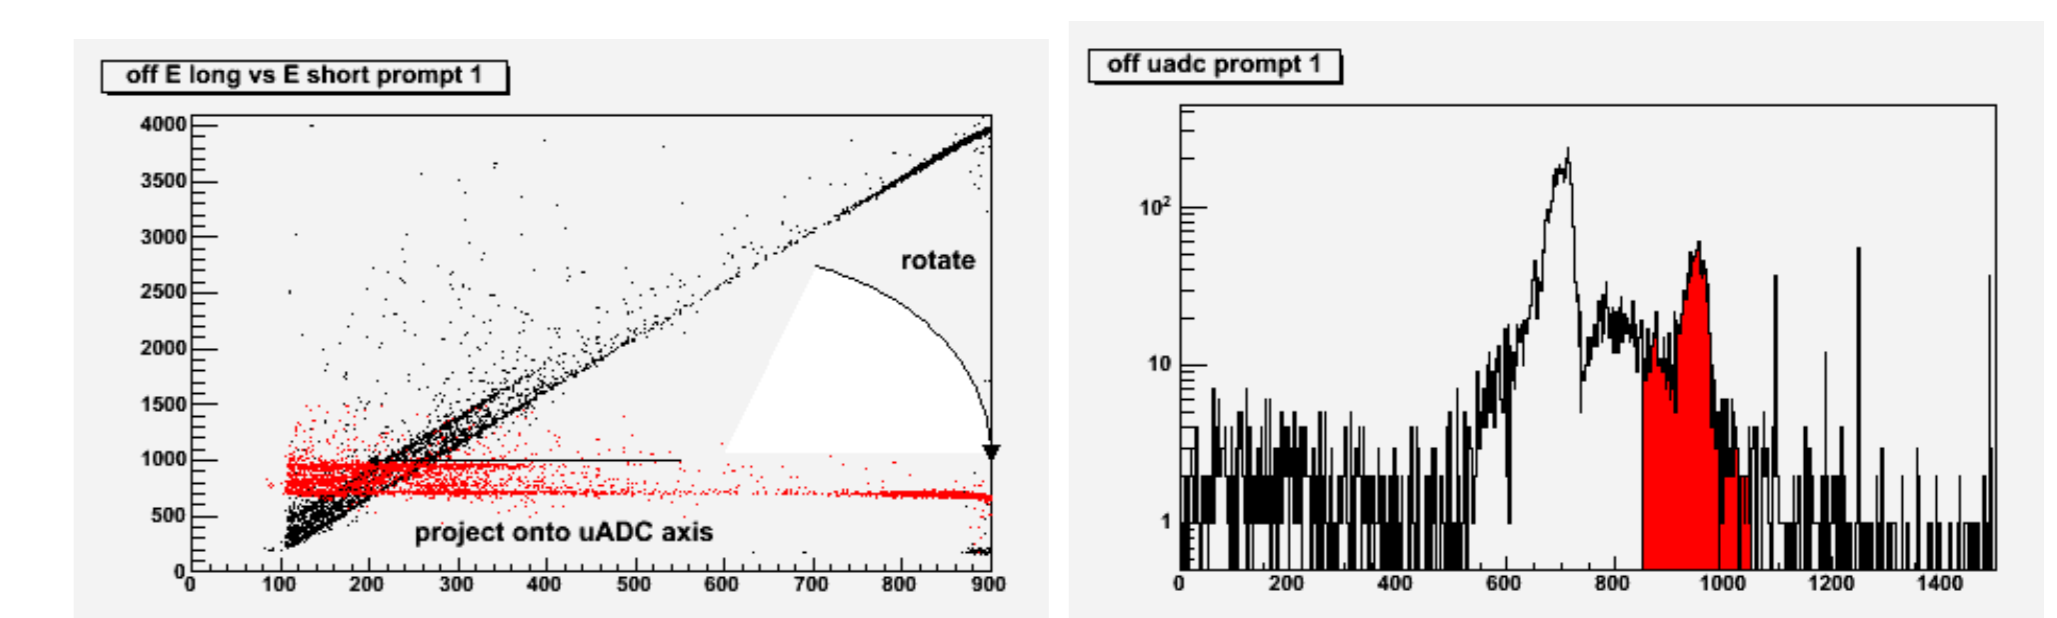 off E long vs E short prompt 1
4000
3500
3000
2500
2000
1500
1000
500
0
rotate
project onto uADC axis
0 100 200 300 400 500 600 700 800 900
off uadc prompt 1
10²
10
1
0 200 400 600 800 1000 1200 1400